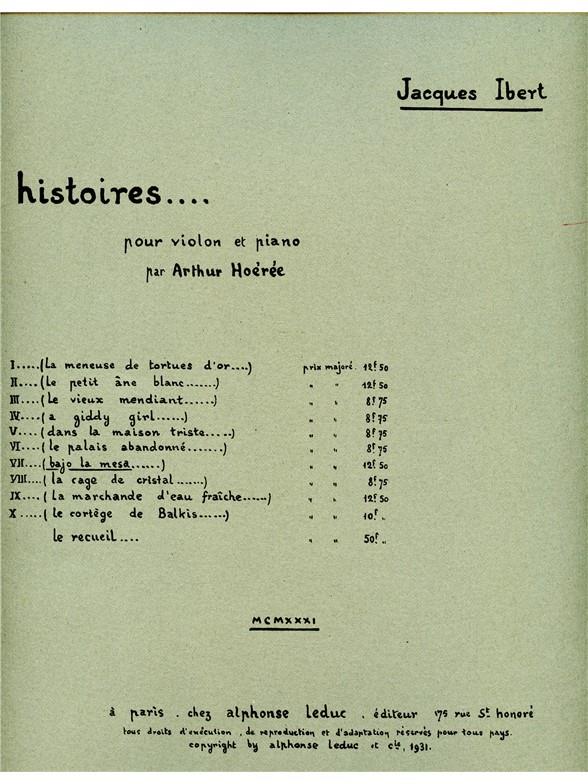 Jacques Ibert
histoires....
pour violon et piano
par Arthur Hoérée
I.....(La meneuse de tortues d'or....) prix majoré. 12f 50
II....(le petit âne blanc.......) " " 12f 50
III....(Le vieux mendiant......) " " 8f 75
IV....( a giddy girl......) " " 8f 75
V....(dans la maison triste.....) " " 8f 75
VI....( le palais abandonné.......) " " 8f 75
VII....(bajo la mesa......) " " 12f 50
VIII....( la cage de cristal.......) " " 8f 75
IX....( La marchande d'eau fraîche......) " " 12f 50
X.....( le cortège de Balkis......) " " 10f "
le recueil.... " " 50f "
MCMXXXI
à paris . chez alphonse Leduc . éditeur 175 rue St honoré
tous droits d'exécution , de reproduction et d'adaptation réservés pour tous pays.
copyright by alphonse Leduc et cie, 1931.